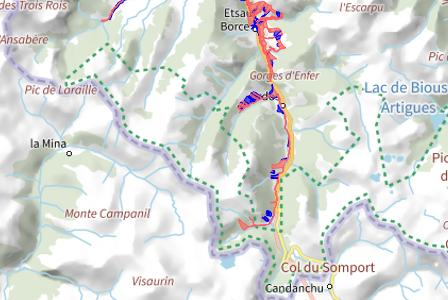 des Trois Rois
Etsau
Borce
l'Escarpu
d'Ansabère
Gorges d'Enfer
Pic de Laraille
Lac de Bious
Artigues
la Mina
Monte Campanil
Visaurin
Col du Somport
Candanchu